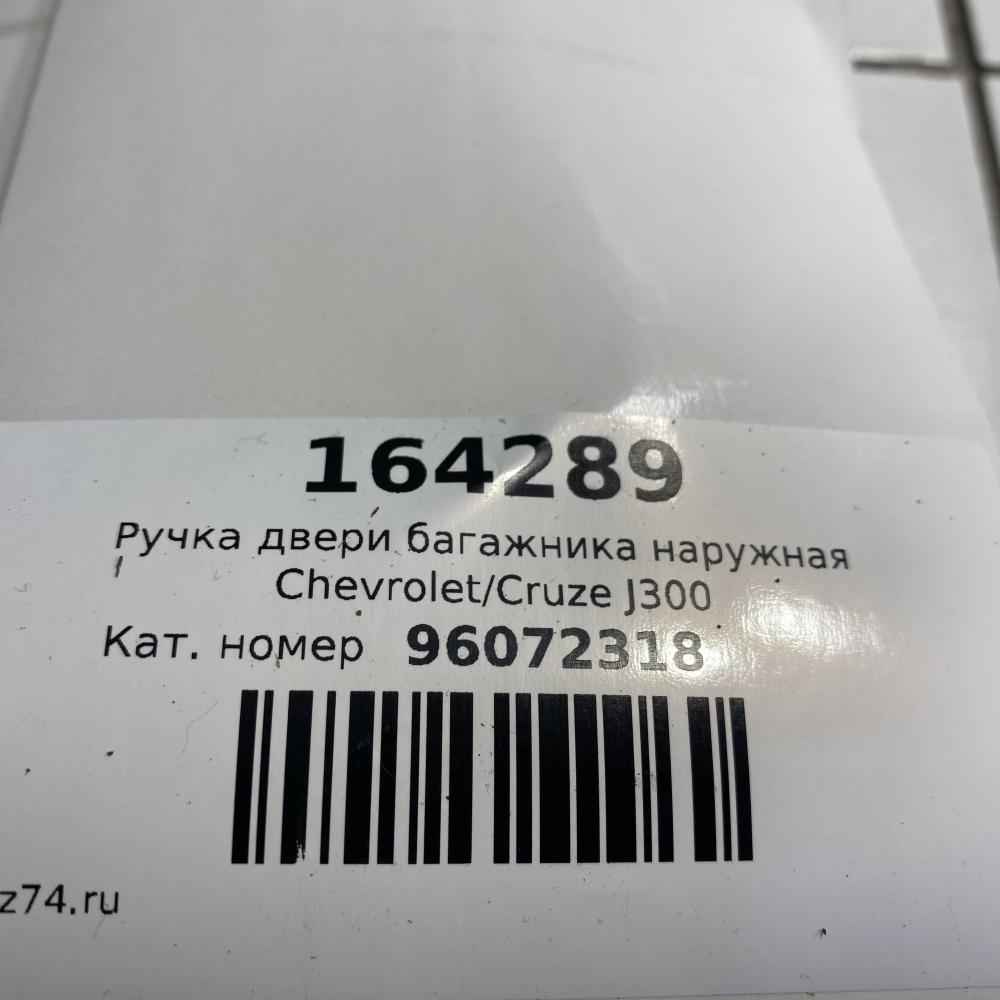 164289
Ручка двери багажника наружная
Chevrolet/Cruze J300
Кат. номер 96072318
z74.ru